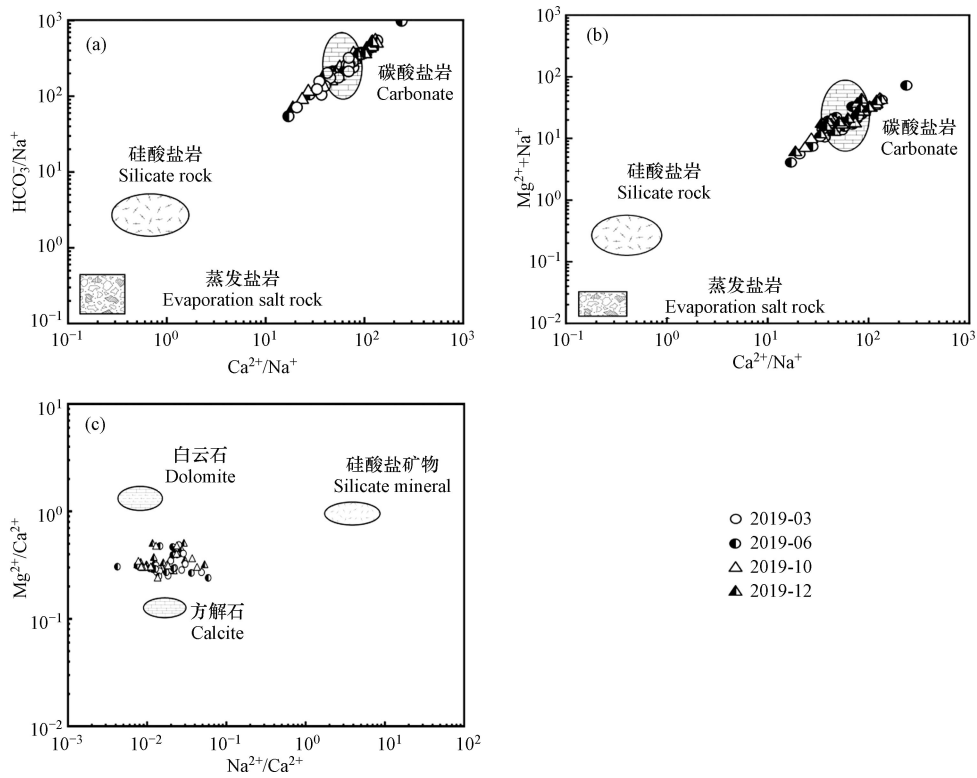 (a)
10³
10²
10¹
10⁰
10⁻¹
HCO₃⁻/Na⁺
碳酸盐岩
Carbonate
硅酸盐岩
Silicate rock
蒸发盐岩
Evaporation salt rock
10⁻¹
10⁰
10¹
10²
10³
Ca²⁺/Na⁺
(b)
10³
10²
10¹
10⁰
10⁻¹
10⁻²
Mg²⁺+Na⁺
碳酸盐岩
Carbonate
硅酸盐岩
Silicate rock
蒸发盐岩
Evaporation salt rock
10⁻¹
10⁰
10¹
10²
10³
Ca²⁺/Na⁺
(c)
10¹
10⁰
10⁻¹
10⁻²
Mg²⁺/Ca²⁺
白云石
Dolomite
硅酸盐矿物
Silicate mineral
方解石
Calcite
10⁻³
10⁻²
10⁻¹
10⁰
10¹
10²
Na²⁺/Ca²⁺
2019-03
2019-06
2019-10
2019-12